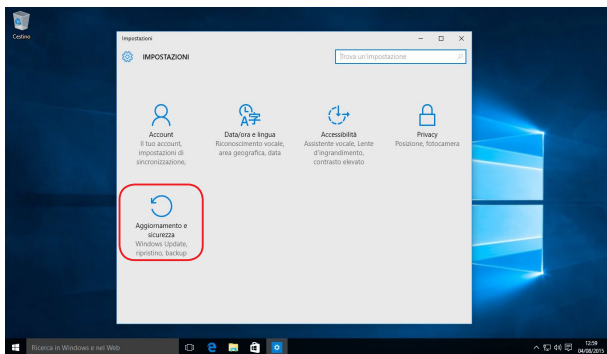 Cestino
Impostazioni
IMPOSTAZIONI
Trova un'impostazione
Account
Il tuo account,
impostazioni di
sincronizzazione,
Data/ora e lingua
Riconoscimento vocale,
area geografica, data
Accessibilità
Assistente vocale, Lente
d'ingrandimento,
contrasto elevato
Privacy
Posizione, fotocamera
Aggiornamento e
sicurezza
Windows Update,
ripristino, backup
Ricerca in Windows e nel Web
12:59
04/08/2015